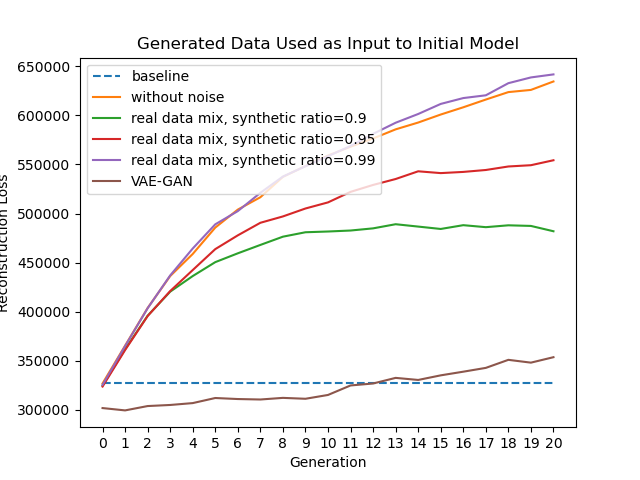 Generated Data Used as Input to Initial Model
650000
600000
550000
500000
450000
400000
350000
300000
Reconstruction Loss
baseline
without noise
real data mix, synthetic ratio=0.9
real data mix, synthetic ratio=0.95
real data mix, synthetic ratio=0.99
VAE-GAN
0 1 2 3 4 5 6 7 8 9 10 11 12 13 14 15 16 17 18 19 20
Generation